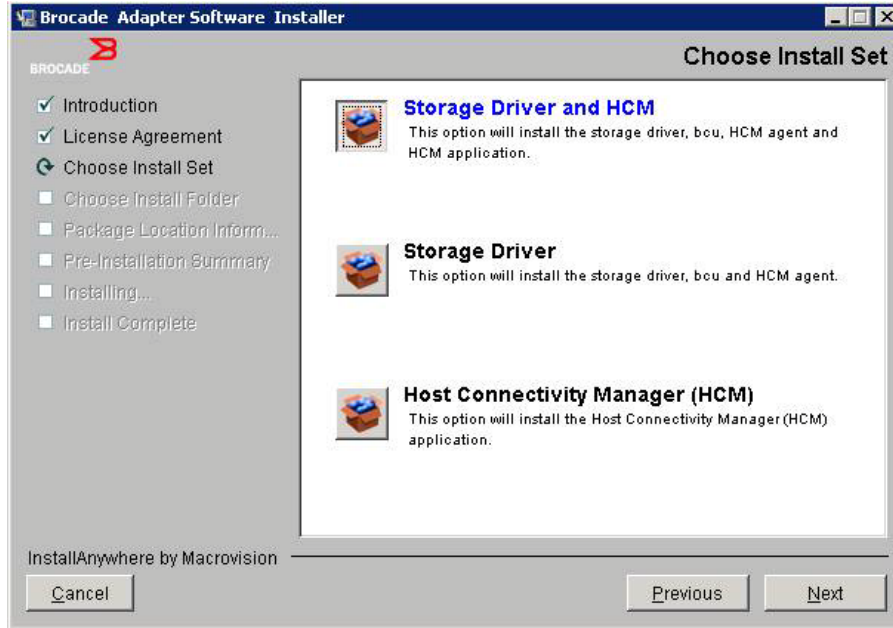 Brocade Adapter Software Installer
BROCADE
Choose Install Set
Introduction
License Agreement
Choose Install Set
Choose Install Folder
Package Location Inform...
Pre-Installation Summary
Installing...
Install Complete
Storage Driver and HCM
This option will install the storage driver, bcu, HCM agent and
HCM application.
Storage Driver
This option will install the storage driver, bcu and HCM agent.
Host Connectivity Manager (HCM)
This option will install the Host Connectivity Manager (HCM)
application.
InstallAnywhere by Macrovision
Cancel
Previous
Next